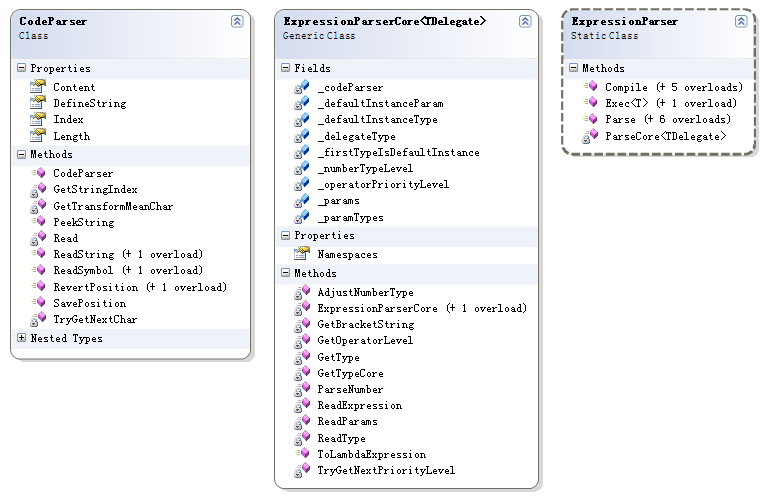 CodeParser
Class
Properties
Content
DefineString
Index
Length
Methods
CodeParser
GetStringIndex
GetTransformMeanChar
PeekString
Read
ReadString (+ 1 overload)
ReadSymbol (+ 1 overload)
RevertPosition (+ 1 overload)
SavePosition
TryGetNextChar
Nested Types
ExpressionParserCore<TDelegate>
Generic Class
Fields
_codeParser
_defaultInstanceParam
_defaultInstanceType
_delegateType
_firstTypeIsDefaultInstance
_numberTypeLevel
_operatorPriorityLevel
_params
_paramTypes
Properties
Namespaces
Methods
AdjustNumberType
ExpressionParserCore (+ 1 overload)
GetBracketString
GetOperatorLevel
GetType
GetTypeCore
ParseNumber
ReadExpression
ReadParams
ReadType
ToLambdaExpression
TryGetNextPriorityLevel
ExpressionParser
Static Class
Methods
Compile (+ 5 overloads)
Exec<T> (+ 1 overload)
Parse (+ 6 overloads)
ParseCore<TDelegate>